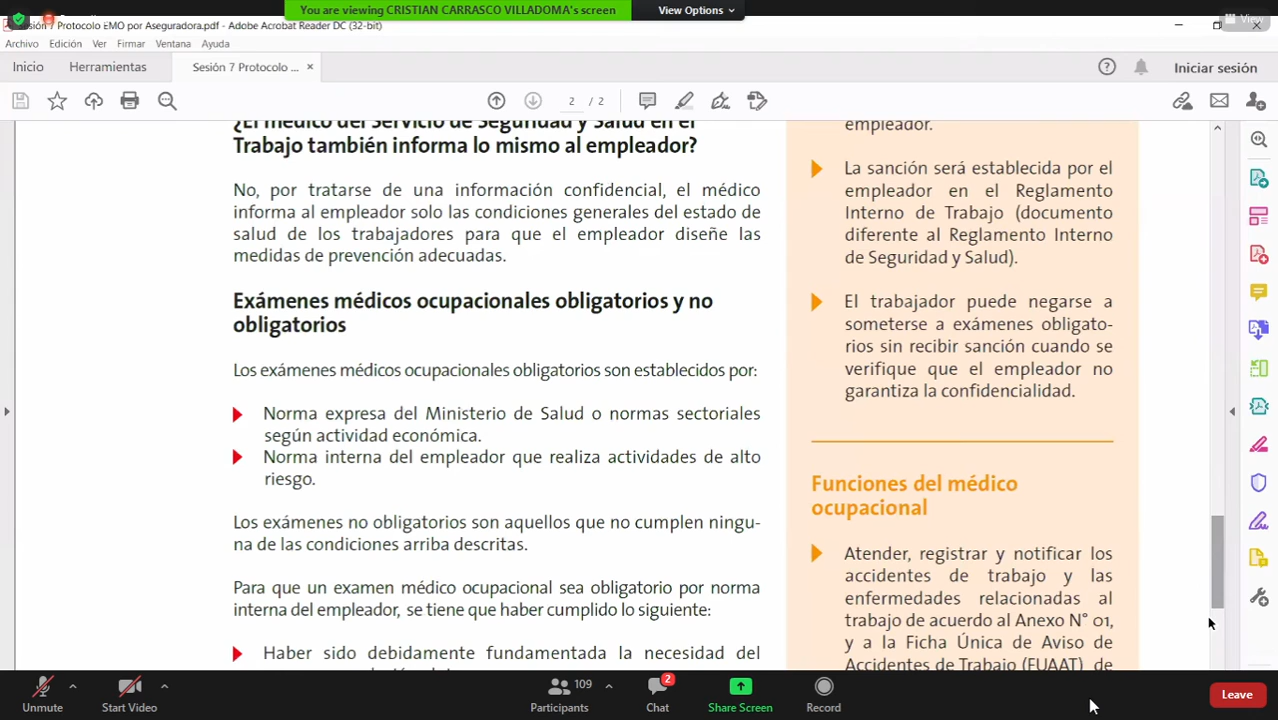 You are viewing CRISTIAN CARRASCO VILLADOMA's screen
View Options
View
7 Protocolo EMO por Aseguradora.pdf - Adobe Acrobat Reader DC (32-bit)
Archivo Edición Ver Firmar Ventana Ayuda
Inicio Herramientas Sesión 7 Protocolo ... × Iniciar sesión
2 / 2
¿El médico del Servicio de Seguridad y Salud en el
Trabajo también informa lo mismo al empleador?
No, por tratarse de una información confidencial, el médico
informa al empleador solo las condiciones generales del estado de
salud de los trabajadores para que el empleador diseñe las
medidas de prevención adecuadas.
Exámenes médicos ocupacionales obligatorios y no
obligatorios
Los exámenes médicos ocupacionales obligatorios son establecidos por:
Norma expresa del Ministerio de Salud o normas sectoriales
según actividad económica.
Norma interna del empleador que realiza actividades de alto
riesgo.
Los exámenes no obligatorios son aquellos que no cumplen ningu-
na de las condiciones arriba descritas.
Para que un examen médico ocupacional sea obligatorio por norma
interna del empleador, se tiene que haber cumplido lo siguiente:
Haber sido debidamente fundamentada la necesidad del
empleador.
La sanción será establecida por el
empleador en el Reglamento
Interno de Trabajo (documento
diferente al Reglamento Interno
de Seguridad y Salud).
El trabajador puede negarse a
someterse a exámenes obligato-
rios sin recibir sanción cuando se
verifique que el empleador no
garantiza la confidencialidad.
Funciones del médico
ocupacional
Atender, registrar y notificar los
accidentes de trabajo y las
enfermedades relacionadas al
trabajo de acuerdo al Anexo N° 01,
y a la Ficha Única de Aviso de
Accidentes de Trabajo (FUAAT) de
Unmute
Start Video
109
Participants
2
Chat
Share Screen
Record
Leave